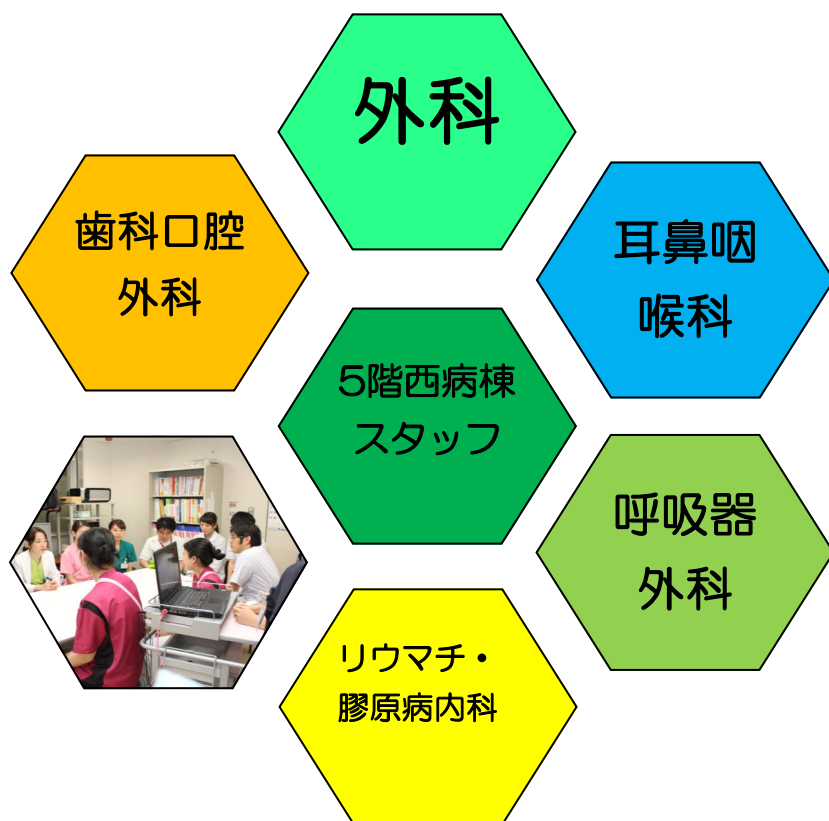 外科
歯科口腔
外科
耳鼻咽
喉科
5階西病棟
スタッフ
呼吸器
外科
リウマチ・
膠原病内科